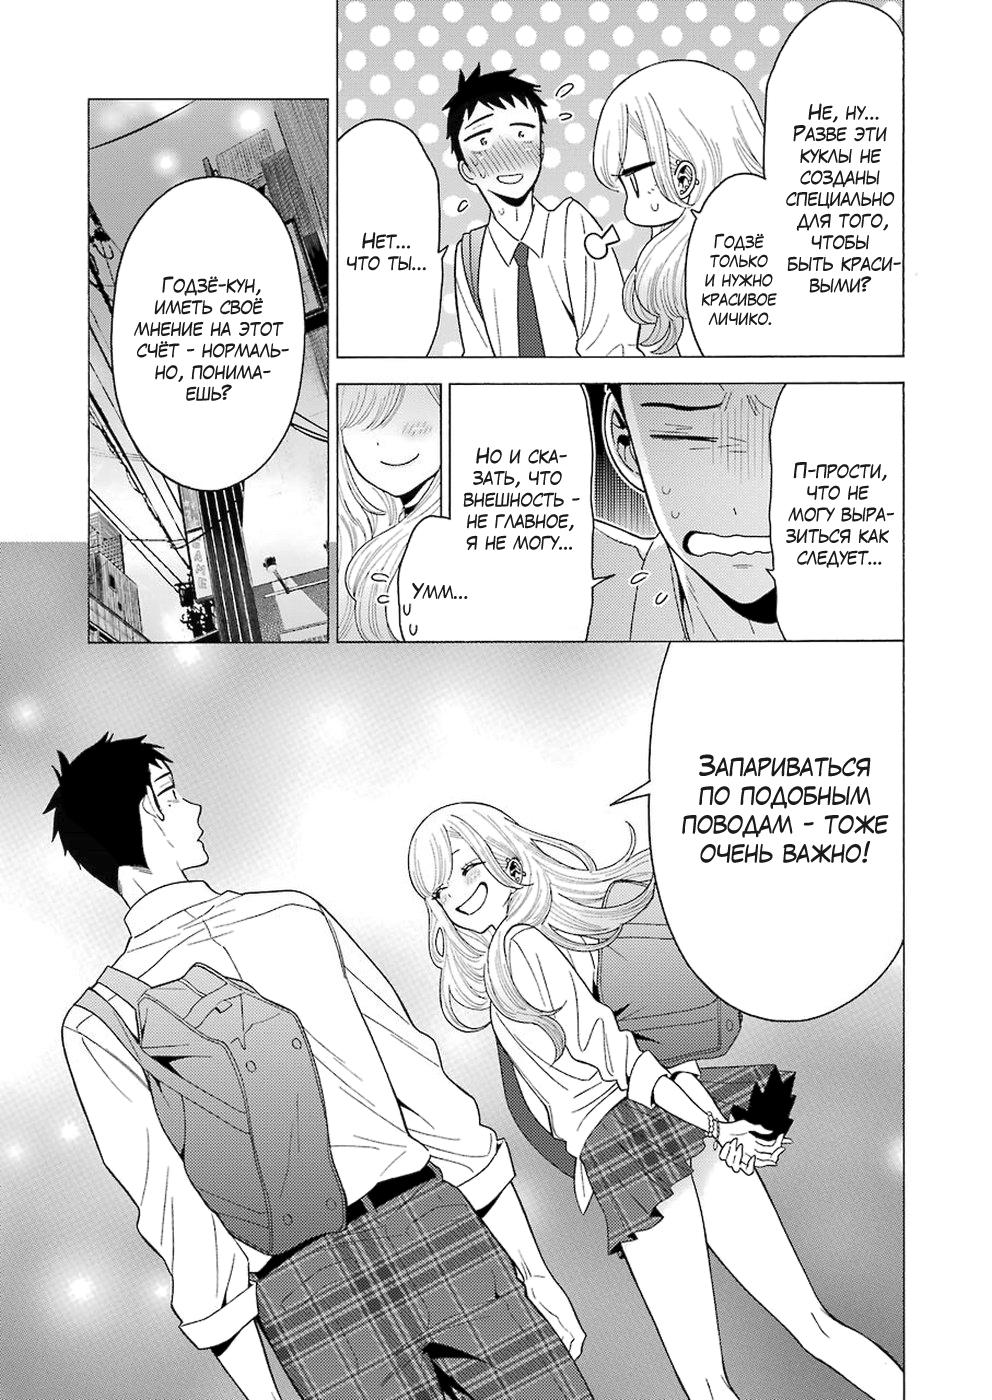 Не, ну...
Разве эти
куклы не
созданы
специально
для того,
чтобы
быть краси-
выми?
Годзё
только
и нужно
красивое
личико.
Нет...
что ты...
П-прости,
что не
могу выра-
зиться как
следует...
Но и ска-
зать, что
внешность -
не главное,
я не могу...
Умм...
Годзё-кун,
иметь своё
мнение на этот
счёт - нормаль-
но, понима-
ешь?
GAME
Запариваться
по подобным
поводам - тоже
очень важно!